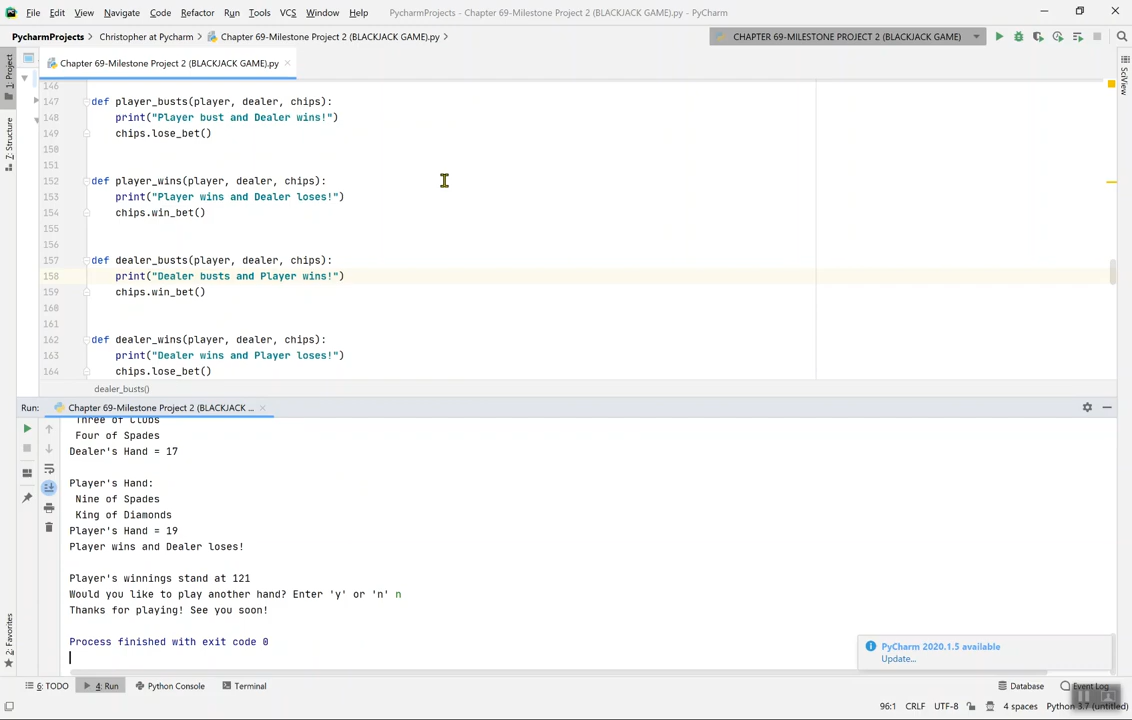 File Edit View Navigate Code Refactor Run Tools VCS Window Help PycharmProjects - Chapter 69-Milestone Project 2 (BLACKJACK GAME).py - PyCharm
PycharmProjects Christopher at Pycharm Chapter 69-Milestone Project 2 (BLACKJACK GAME).py CHAPTER 69-MILESTONE PROJECT 2 (BLACKJACK GAME)
Chapter 69-Milestone Project 2 (BLACKJACK GAME).py
1: Project
Z: Structure
SciView
146
147 def player_busts(player, dealer, chips):
148 print("Player bust and Dealer wins!")
149 chips.lose_bet()
150
151
152 def player_wins(player, dealer, chips):
153 print("Player wins and Dealer loses!")
154 chips.win_bet()
155
156
157 def dealer_busts(player, dealer, chips):
158 print("Dealer busts and Player wins!")
159 chips.win_bet()
160
161
162 def dealer_wins(player, dealer, chips):
163 print("Dealer wins and Player loses!")
164 chips.lose_bet()
dealer_busts()
Run: Chapter 69-Milestone Project 2 (BLACKJACK ...
Three of Clubs
Four of Spades
Dealer's Hand = 17
Player's Hand:
Nine of Spades
King of Diamonds
Player's Hand = 19
Player wins and Dealer loses!
Player's winnings stand at 121
Would you like to play another hand? Enter 'y' or 'n' n
Thanks for playing! See you soon!
Process finished with exit code 0
2: Favorites
PyCharm 2020.1.5 available
Update...
6: TODO 4: Run Python Console Terminal Database Event Log
96:1 CRLF UTF-8 4 spaces Python 3.7 (untitled)